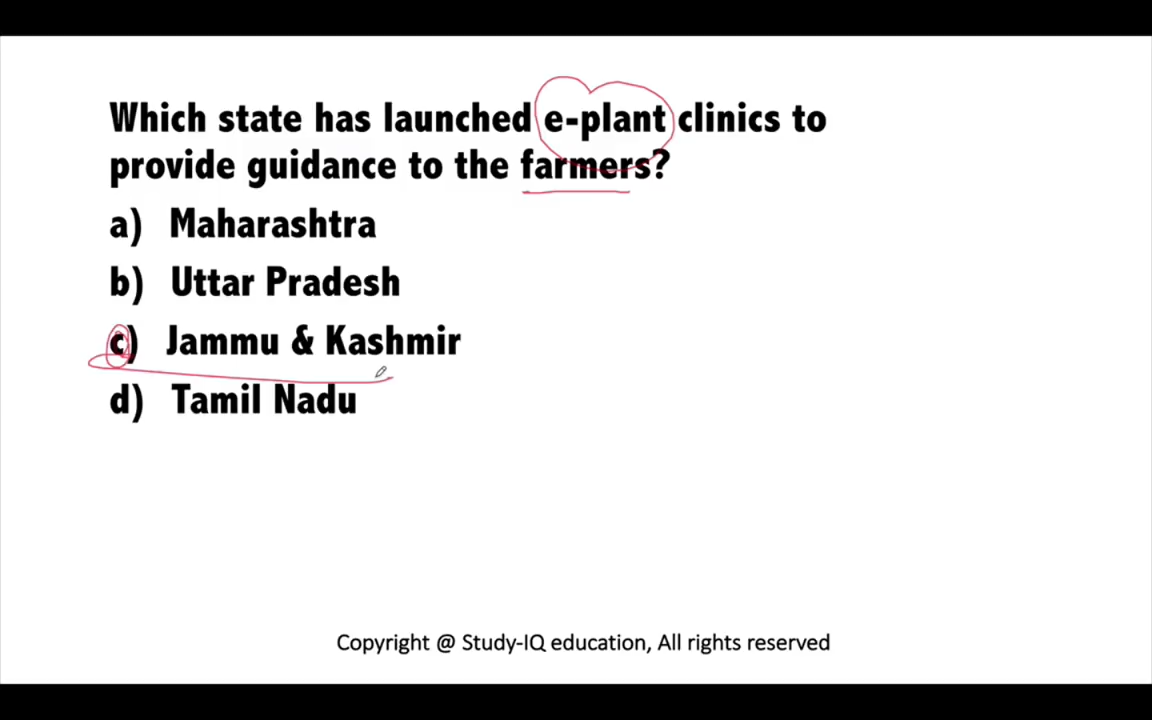 Which state has launched e-plant clinics to
provide guidance to the farmers?
a) Maharashtra
b) Uttar Pradesh
c) Jammu & Kashmir
d) Tamil Nadu
Copyright @ Study-IQ education, All rights reserved